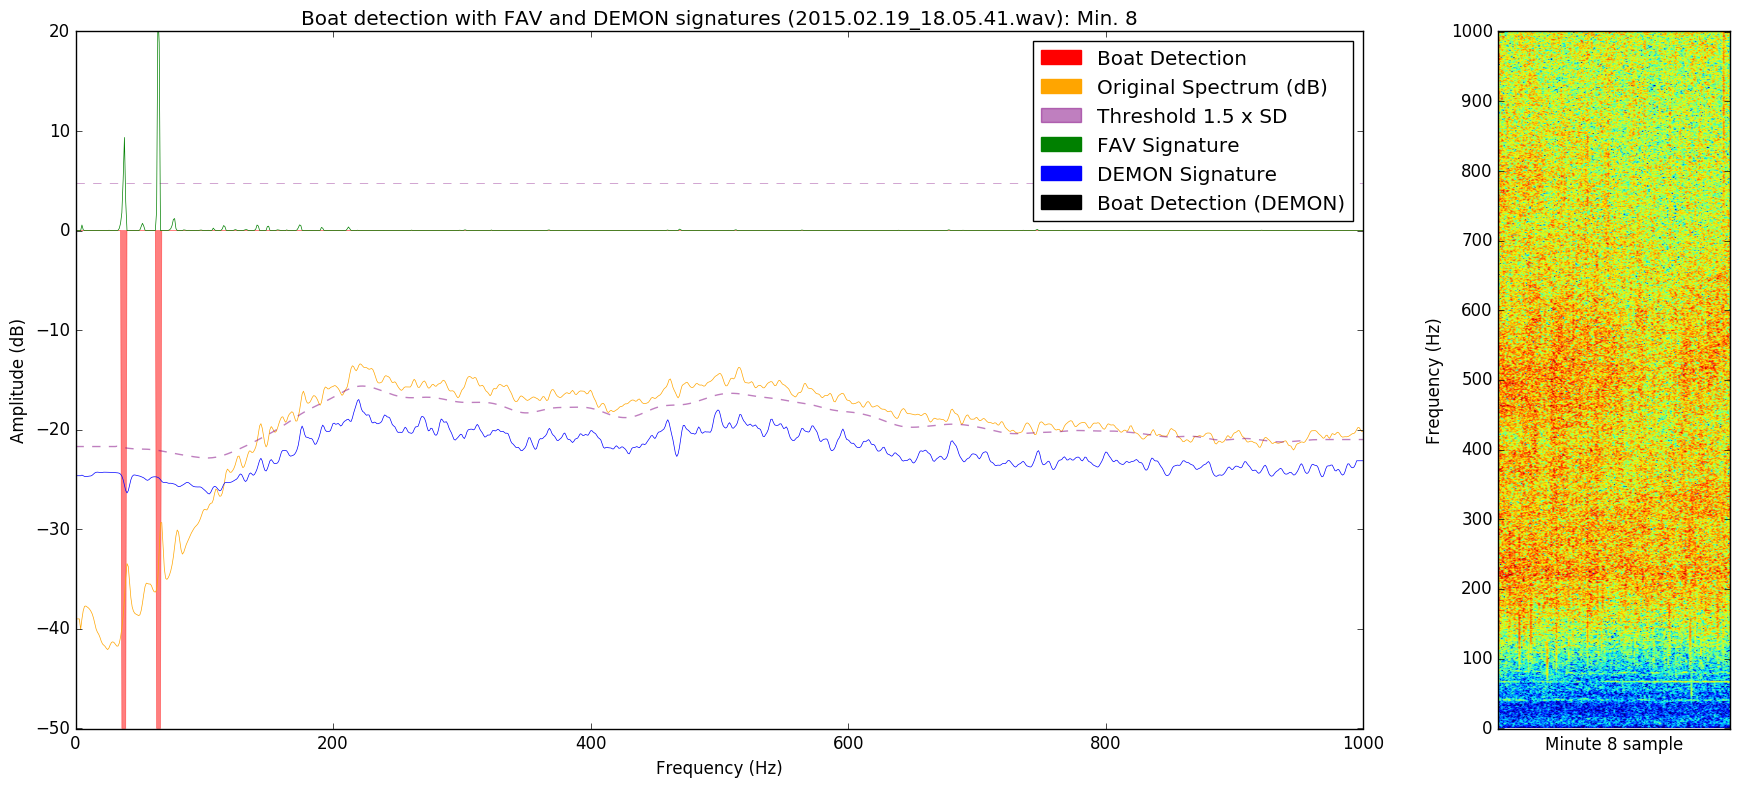 Boat detection with FAV and DEMON signatures (2015.02.19_18.05.41.wav): Min. 8
20
10
0
−10
−20
−30
−40
−50
Amplitude (dB)
0 200 400 600 800 1000
Frequency (Hz)
Boat Detection
Original Spectrum (dB)
Threshold 1.5 x SD
FAV Signature
DEMON Signature
Boat Detection (DEMON)
1000
900
800
700
600
500
400
300
200
100
0
Frequency (Hz)
Minute 8 sample